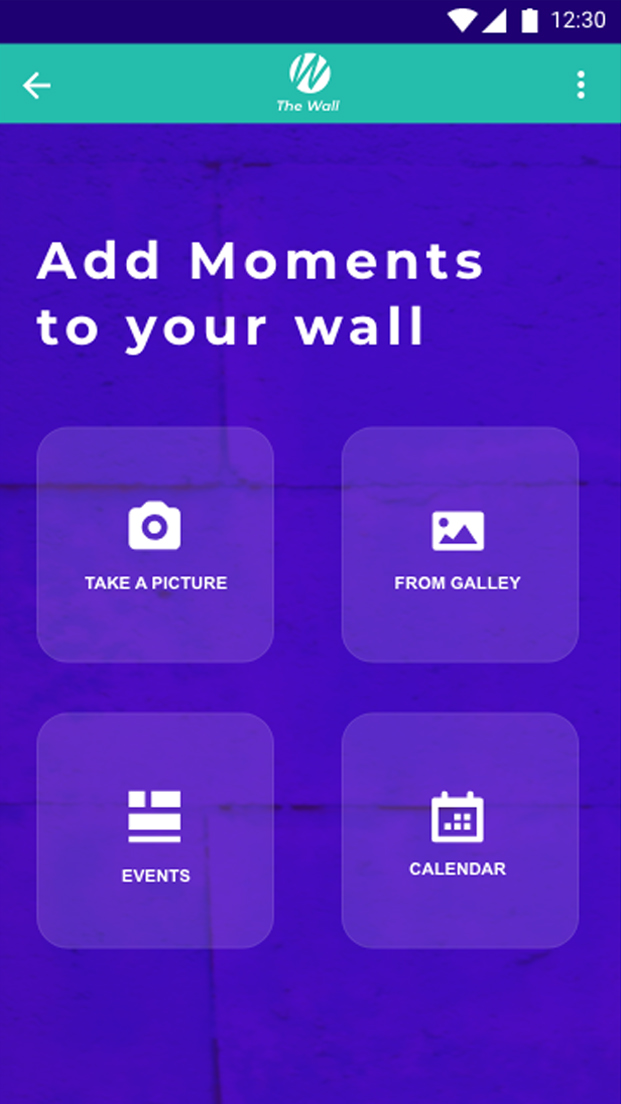 12:30
The Wall
Add Moments
to your wall
TAKE A PICTURE
FROM GALLEY
EVENTS
CALENDAR